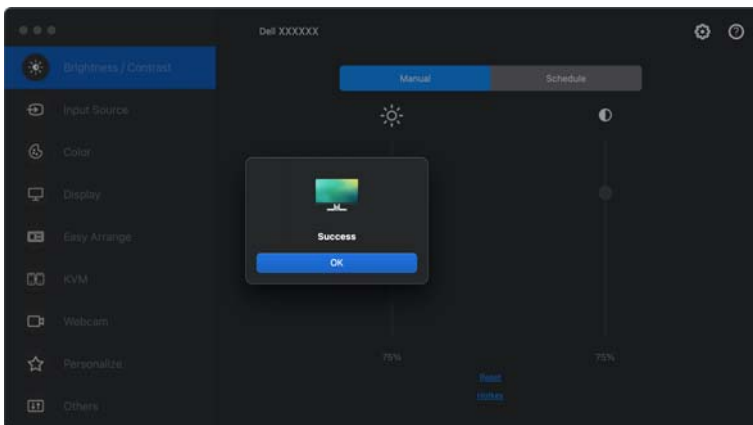 Dell XXXXXX
Brightness / Contrast
Manual
Schedule
Input Source
Color
Display
Easy Arrange
Success
OK
KVM
Webcam
Personalize
75%
75%
Reset
Hotkey
Others